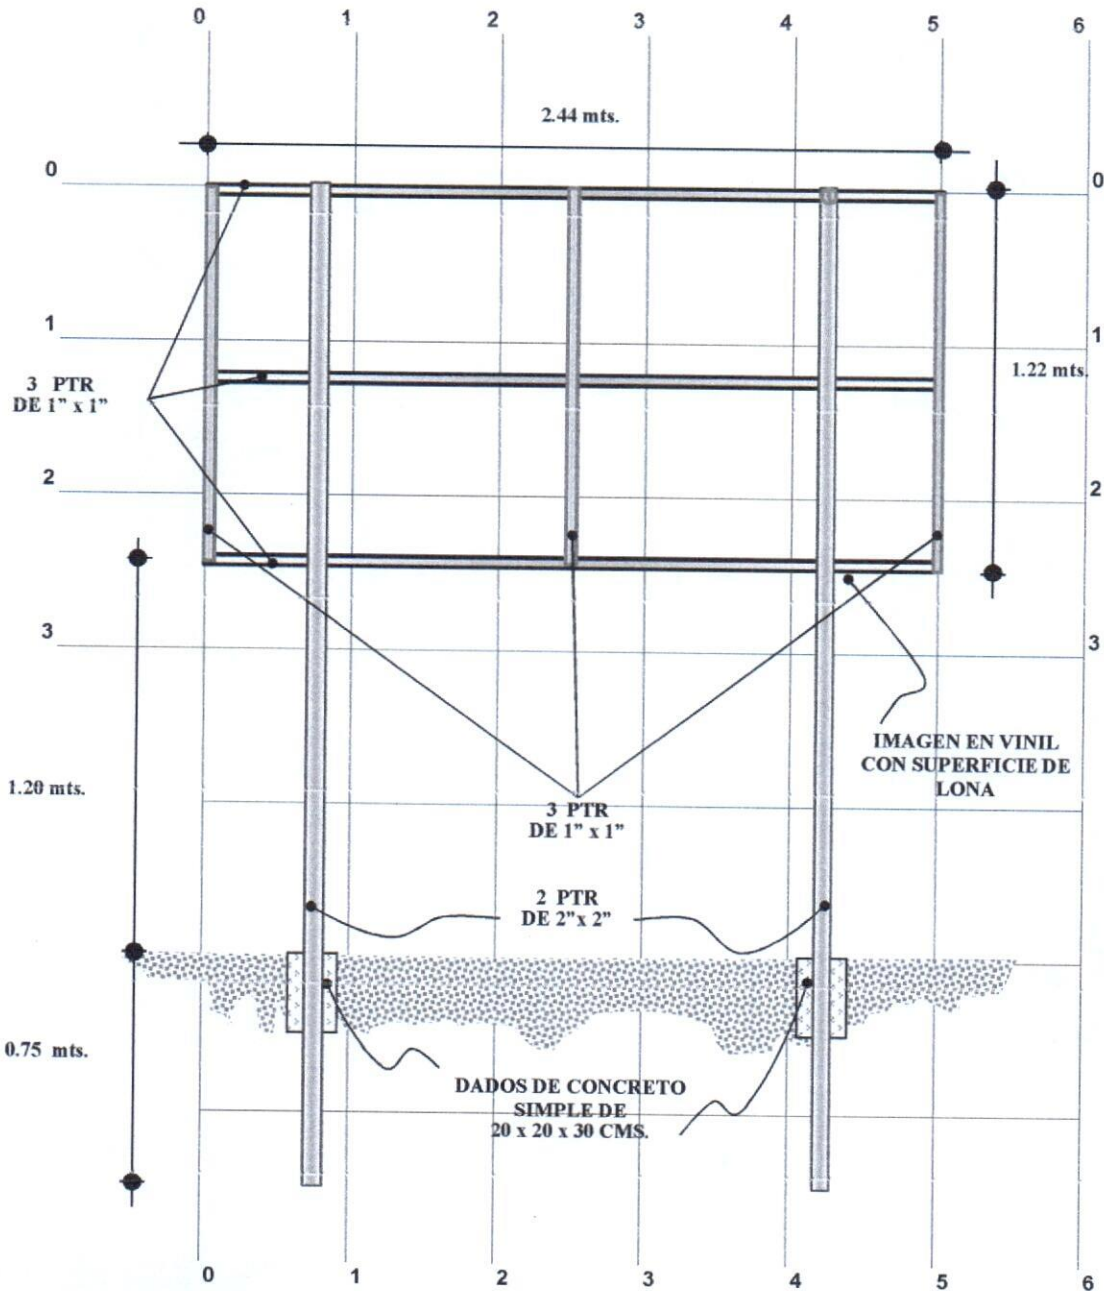 0 1 2 3 4 5 6
2.44 mts.
0 0
1 1
1.22 mts.
3 PTR
DE 1” x 1”
2 2
3 3
IMAGEN EN VINIL
CON SUPERFICIE DE
LONA
1.20 mts.
3 PTR
DE 1” x 1”
2 PTR
DE 2”x 2”
0.75 mts.
DADOS DE CONCRETO
SIMPLE DE
20 x 20 x 30 CMS.
0 1 2 3 4 5 6